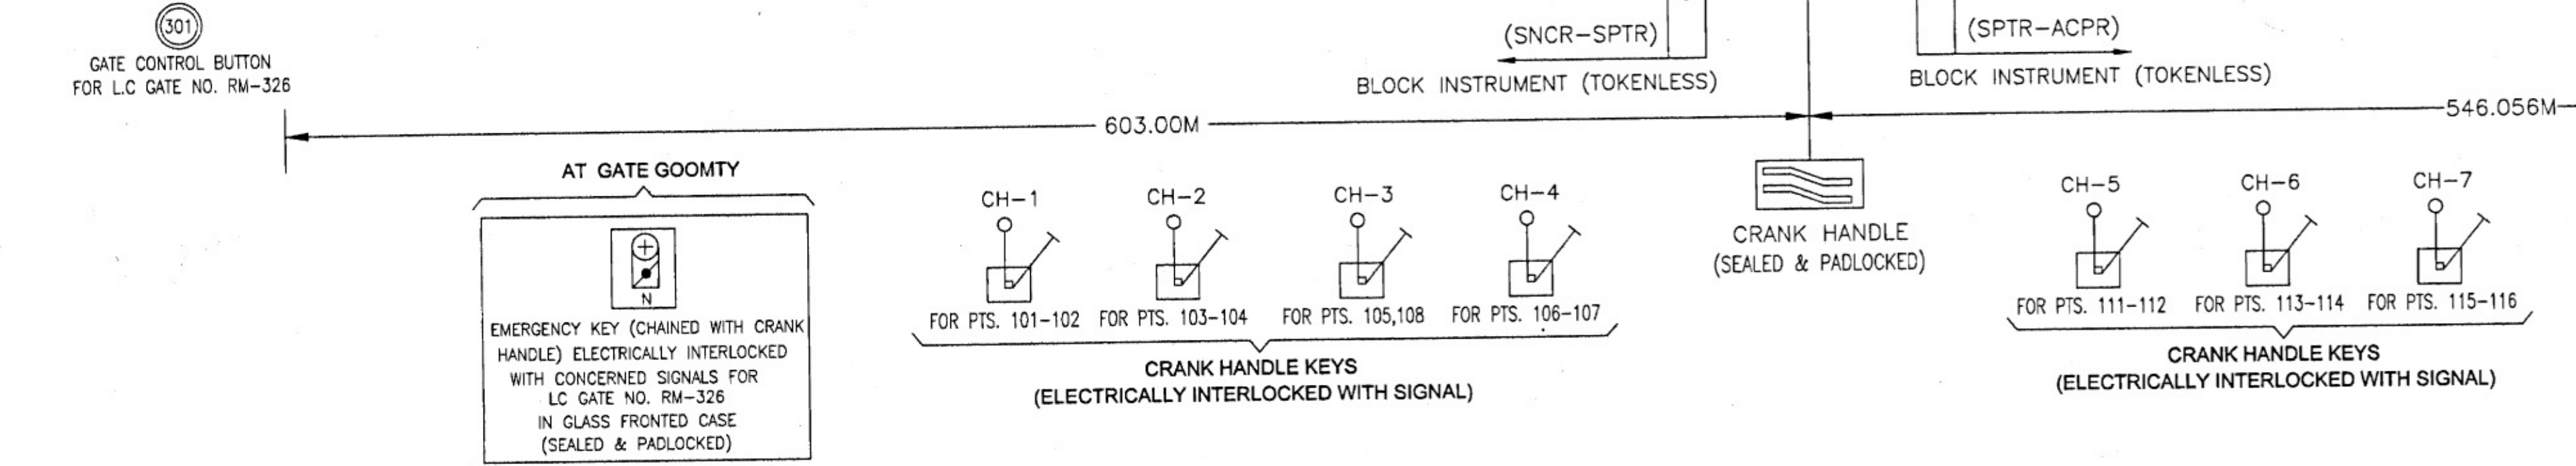 301
GATE CONTROL BUTTON
FOR L.C GATE NO. RM-326
(SNCR-SPTR)
BLOCK INSTRUMENT (TOKENLESS)
(SPTR-ACPR)
BLOCK INSTRUMENT (TOKENLESS)
603.00M
546.056M
AT GATE GOOMTY
N
EMERGENCY KEY (CHAINED WITH CRANK
HANDLE) ELECTRICALLY INTERLOCKED
WITH CONCERNED SIGNALS FOR
LC GATE NO. RM-326
IN GLASS FRONTED CASE
(SEALED & PADLOCKED)
CH-1
FOR PTS. 101-102
CH-2
FOR PTS. 103-104
CH-3
FOR PTS. 105,108
CH-4
FOR PTS. 106-107
CRANK HANDLE KEYS
(ELECTRICALLY INTERLOCKED WITH SIGNAL)
CRANK HANDLE
(SEALED & PADLOCKED)
CH-5
FOR PTS. 111-112
CH-6
FOR PTS. 113-114
CH-7
FOR PTS. 115-116
CRANK HANDLE KEYS
(ELECTRICALLY INTERLOCKED WITH SIGNAL)